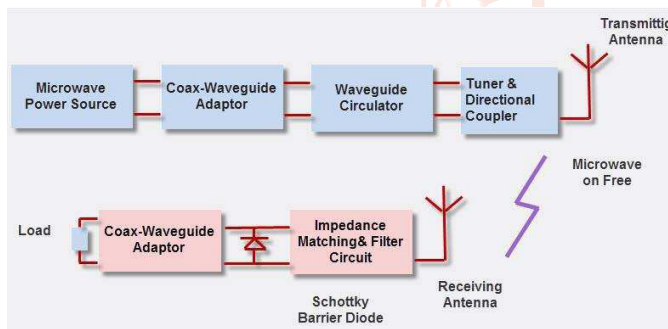 Transmittig
Antenna
Microwave
Power Source
Coax-Waveguide
Adaptor
Waveguide
Circulator
Tuner &
Directional
Coupler
Microwave
on Free
Load
Coax-Waveguide
Adaptor
Impedance
Matching& Filter
Circuit
Receiving
Antenna
Schottky
Barrier Diode